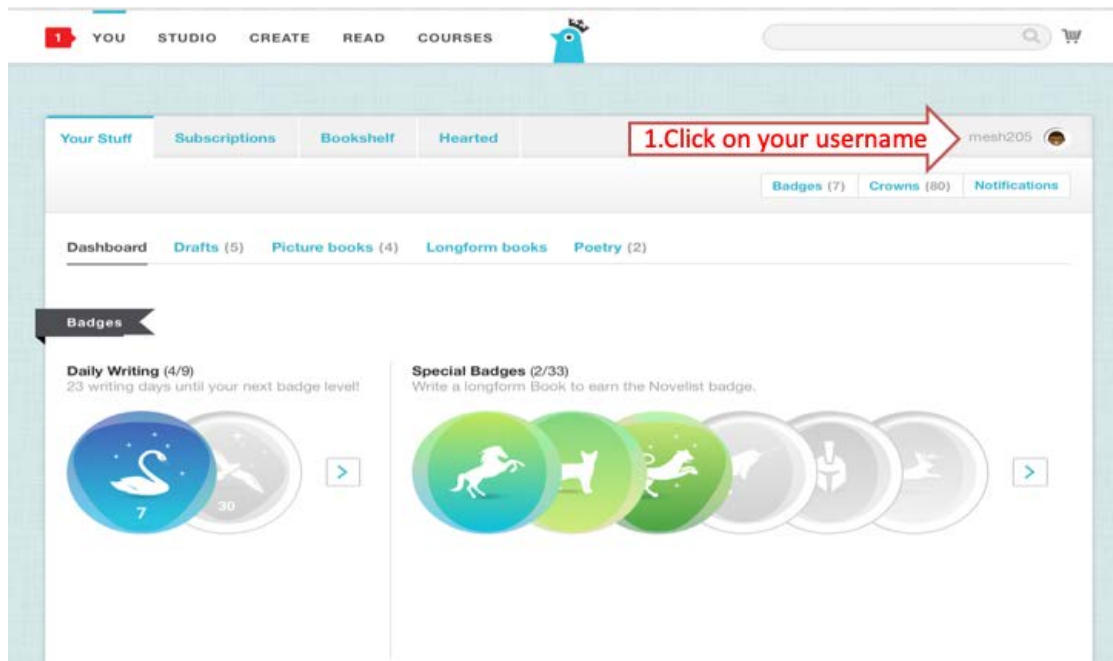 1 YOU STUDIO CREATE READ COURSES
Your Stuff Subscriptions Bookshelf Hearted 1.Click on your username mesh205
Badges (7) Crowns (80) Notifications
Dashboard Drafts (5) Picture books (4) Longform books Poetry (2)
Badges
Daily Writing (4/9) Special Badges (2/33)
23 writing days until your next badge level! Write a longform Book to earn the Novelist badge.
7 30